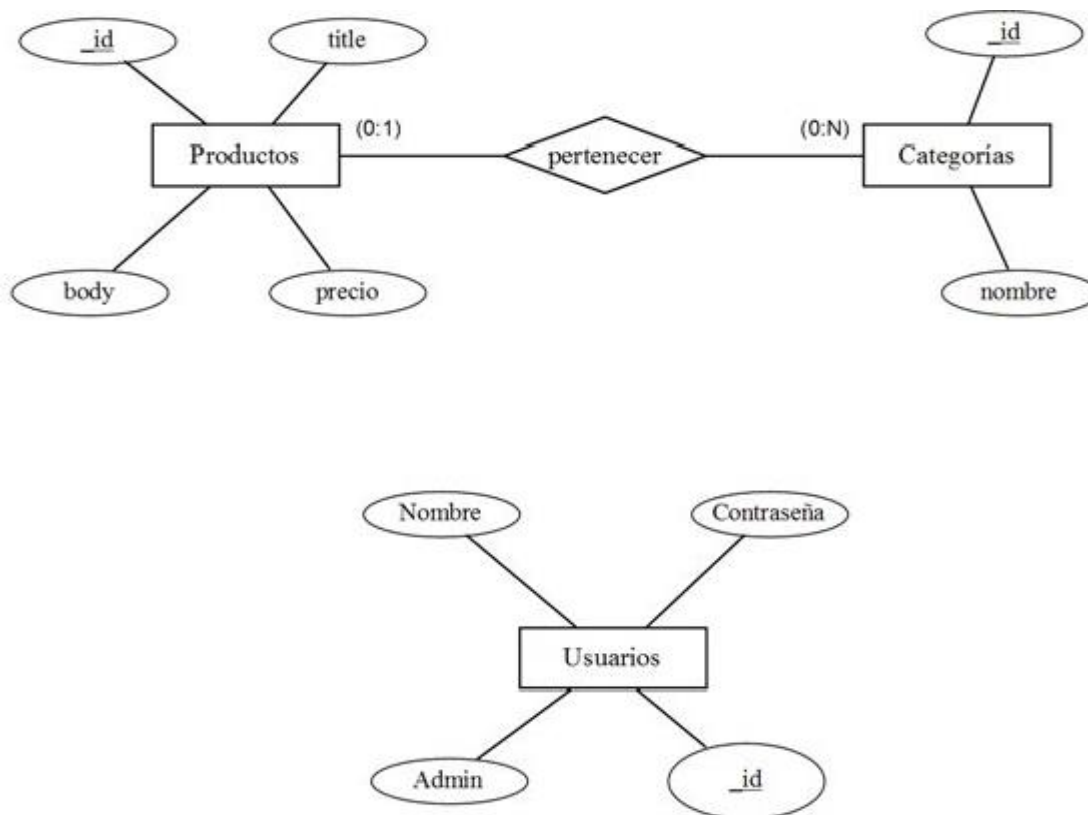 _id
title
_id
(0:1)
(0:N)
Productos
pertenecer
Categorías
body
precio
nombre
Nombre
Contraseña
Usuarios
Admin
_id